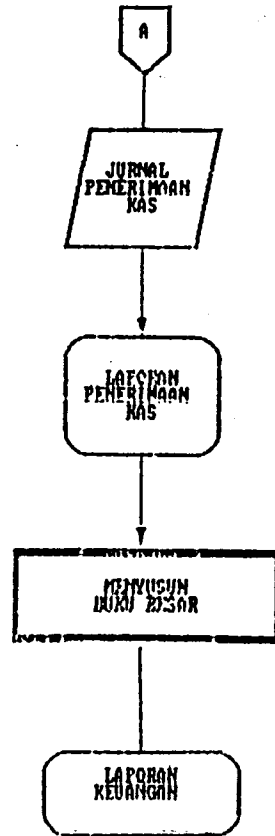 A
JURNAL
PENERIMAAN
KAS
LAPORAN
PENERIMAAN
KAS
MENYUSUN
BUKU BESAR
LAPORAN
KEUANGAN